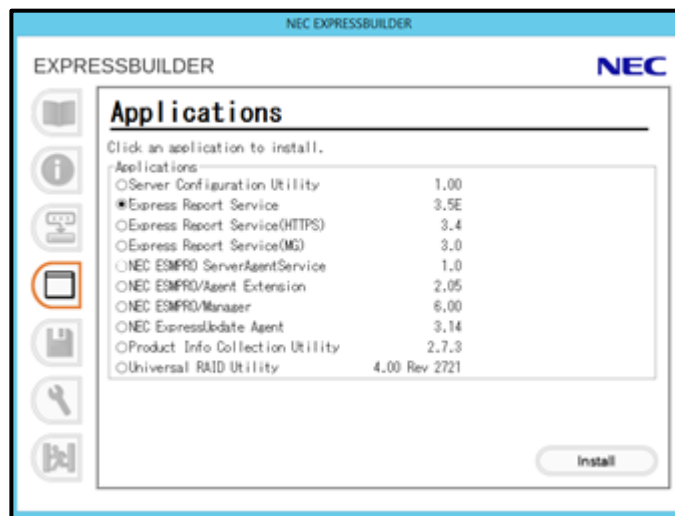 NEC EXPRESSBUILDER
EXPRESSBUILDER NEC
Applications
Click an application to install.
Applications
Server Configuration Utility 1.00
Express Report Service 3.5E
Express Report Service(HTTPS) 3.4
Express Report Service(MG) 3.0
NEC ESMPRO ServerAgentService 1.0
NEC ESMPRO/Agent Extension 2.05
NEC ESMPRO/Manager 6.00
NEC ExpressUpdate Agent 3.14
Product Info Collection Utility 2.7.3
Universal RAID Utility 4.00 Rev 2721
Install